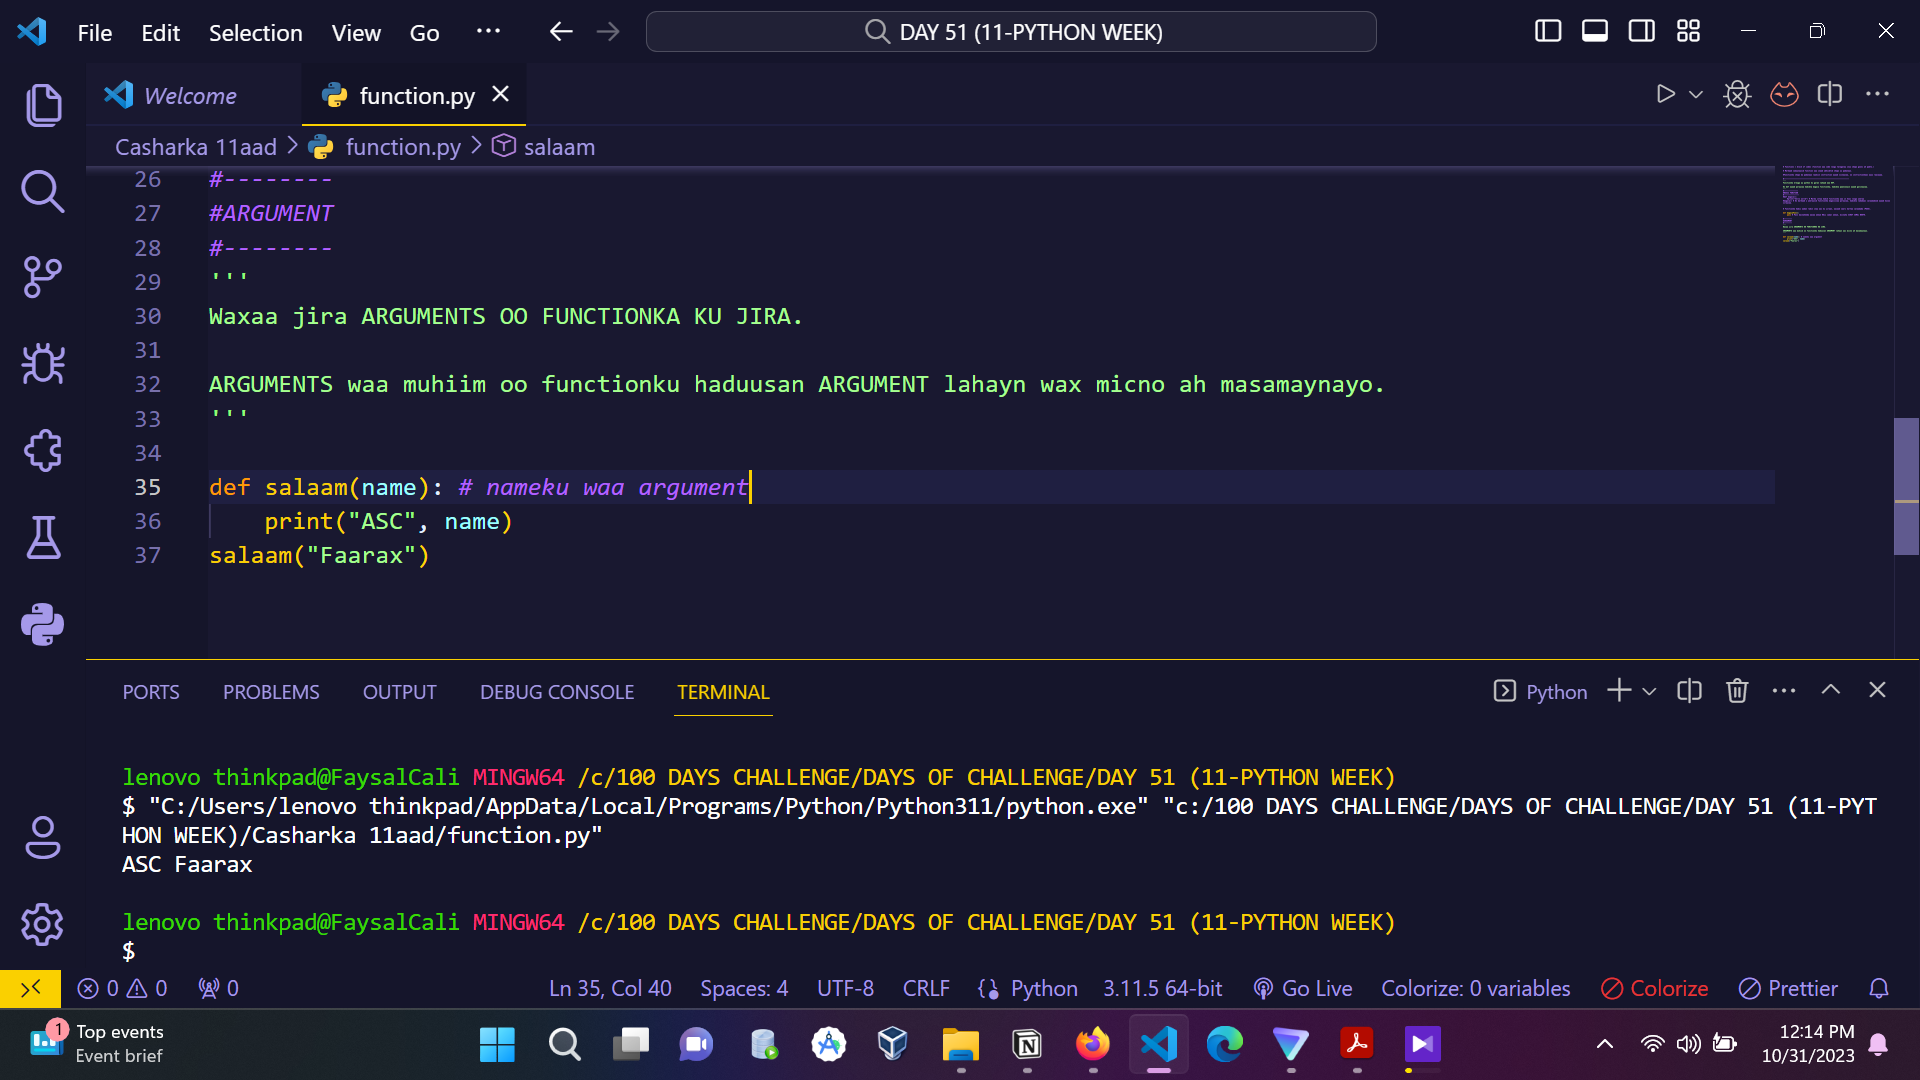 File Edit Selection View Go ···
DAY 51 (11-PYTHON WEEK)
Welcome
function.py
Casharka 11aad > function.py > salaam
26 #--------
27 #ARGUMENT
28 #--------
29 '''
30 Waxaa jira ARGUMENTS OO FUNCTIONKA KU JIRA.
31
32 ARGUMENTS waa muhiim oo functionku haduusan ARGUMENT lahayn wax micno ah masamaynayo.
33 '''
34
35 def salaam(name): # nameku waa argument
36     print("ASC", name)
37 salaam("Faarax")
PORTS PROBLEMS OUTPUT DEBUG CONSOLE TERMINAL
Python
lenovo thinkpad@FaysalCali MINGW64 /c/100 DAYS CHALLENGE/DAYS OF CHALLENGE/DAY 51 (11-PYTHON WEEK)
$ "C:/Users/lenovo thinkpad/AppData/Local/Programs/Python/Python311/python.exe" "c:/100 DAYS CHALLENGE/DAYS OF CHALLENGE/DAY 51 (11-PYT
HON WEEK)/Casharka 11aad/function.py"
ASC Faarax
lenovo thinkpad@FaysalCali MINGW64 /c/100 DAYS CHALLENGE/DAYS OF CHALLENGE/DAY 51 (11-PYTHON WEEK)
$
0 0 0 Ln 35, Col 40 Spaces: 4 UTF-8 CRLF Python 3.11.5 64-bit Go Live Colorize: 0 variables Colorize Prettier
1
Top events
Event brief
12:14 PM
10/31/2023